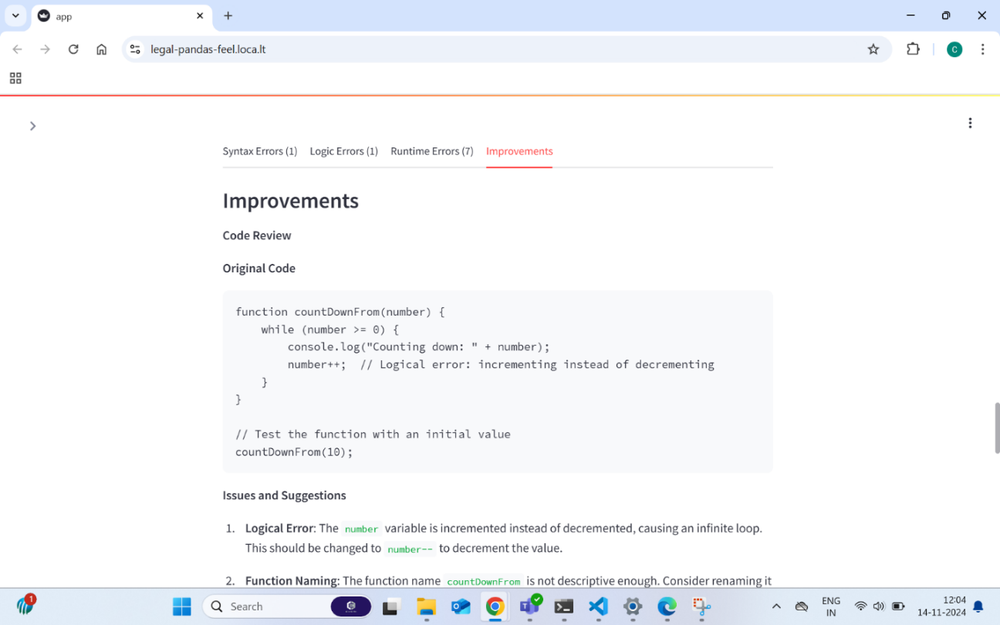 app
legal-pandas-feel.loca.lt
C
Syntax Errors (1) Logic Errors (1) Runtime Errors (7) Improvements
Improvements
Code Review
Original Code
function countDownFrom(number) {
    while (number >= 0) {
        console.log("Counting down: " + number);
        number++;  // Logical error: incrementing instead of decrementing
    }
}
// Test the function with an initial value
countDownFrom(10);
Issues and Suggestions
1. Logical Error: The number variable is incremented instead of decremented, causing an infinite loop.
This should be changed to number-- to decrement the value.
2. Function Naming: The function name countDownFrom is not descriptive enough. Consider renaming it
1
Search
ENG
IN
12:04
14-11-2024